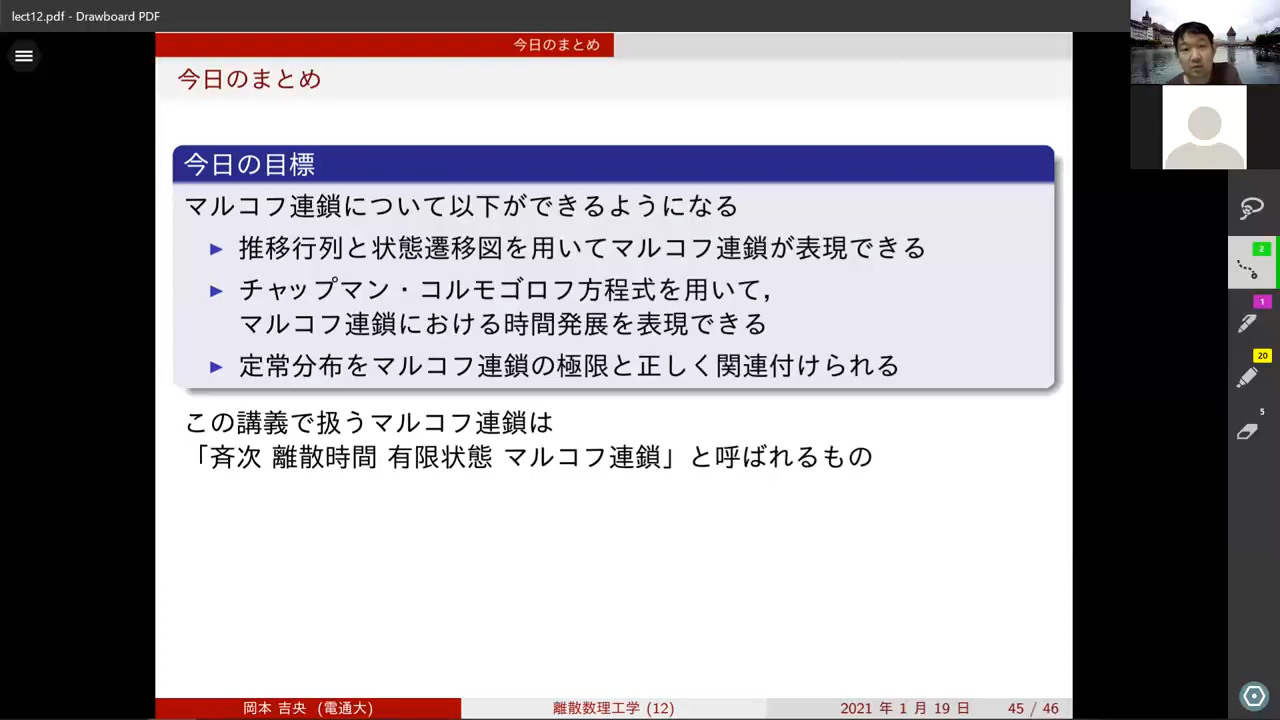 lect12.pdf - Drawboard PDF
今日のまとめ
今日のまとめ
今日の目標
マルコフ連鎖について以下ができるようになる
▶ 推移行列と状態遷移図を用いてマルコフ連鎖が表現できる
▶ チャップマン・コルモゴロフ方程式を用いて，
マルコフ連鎖における時間発展を表現できる
▶ 定常分布をマルコフ連鎖の極限と正しく関連付けられる
この講義で扱うマルコフ連鎖は
「斉次 離散時間 有限状態 マルコフ連鎖」と呼ばれるもの
2
1
20
5
岡本 吉央 (電通大)
離散数理工学 (12)
2021 年 1 月 19 日
45 / 46